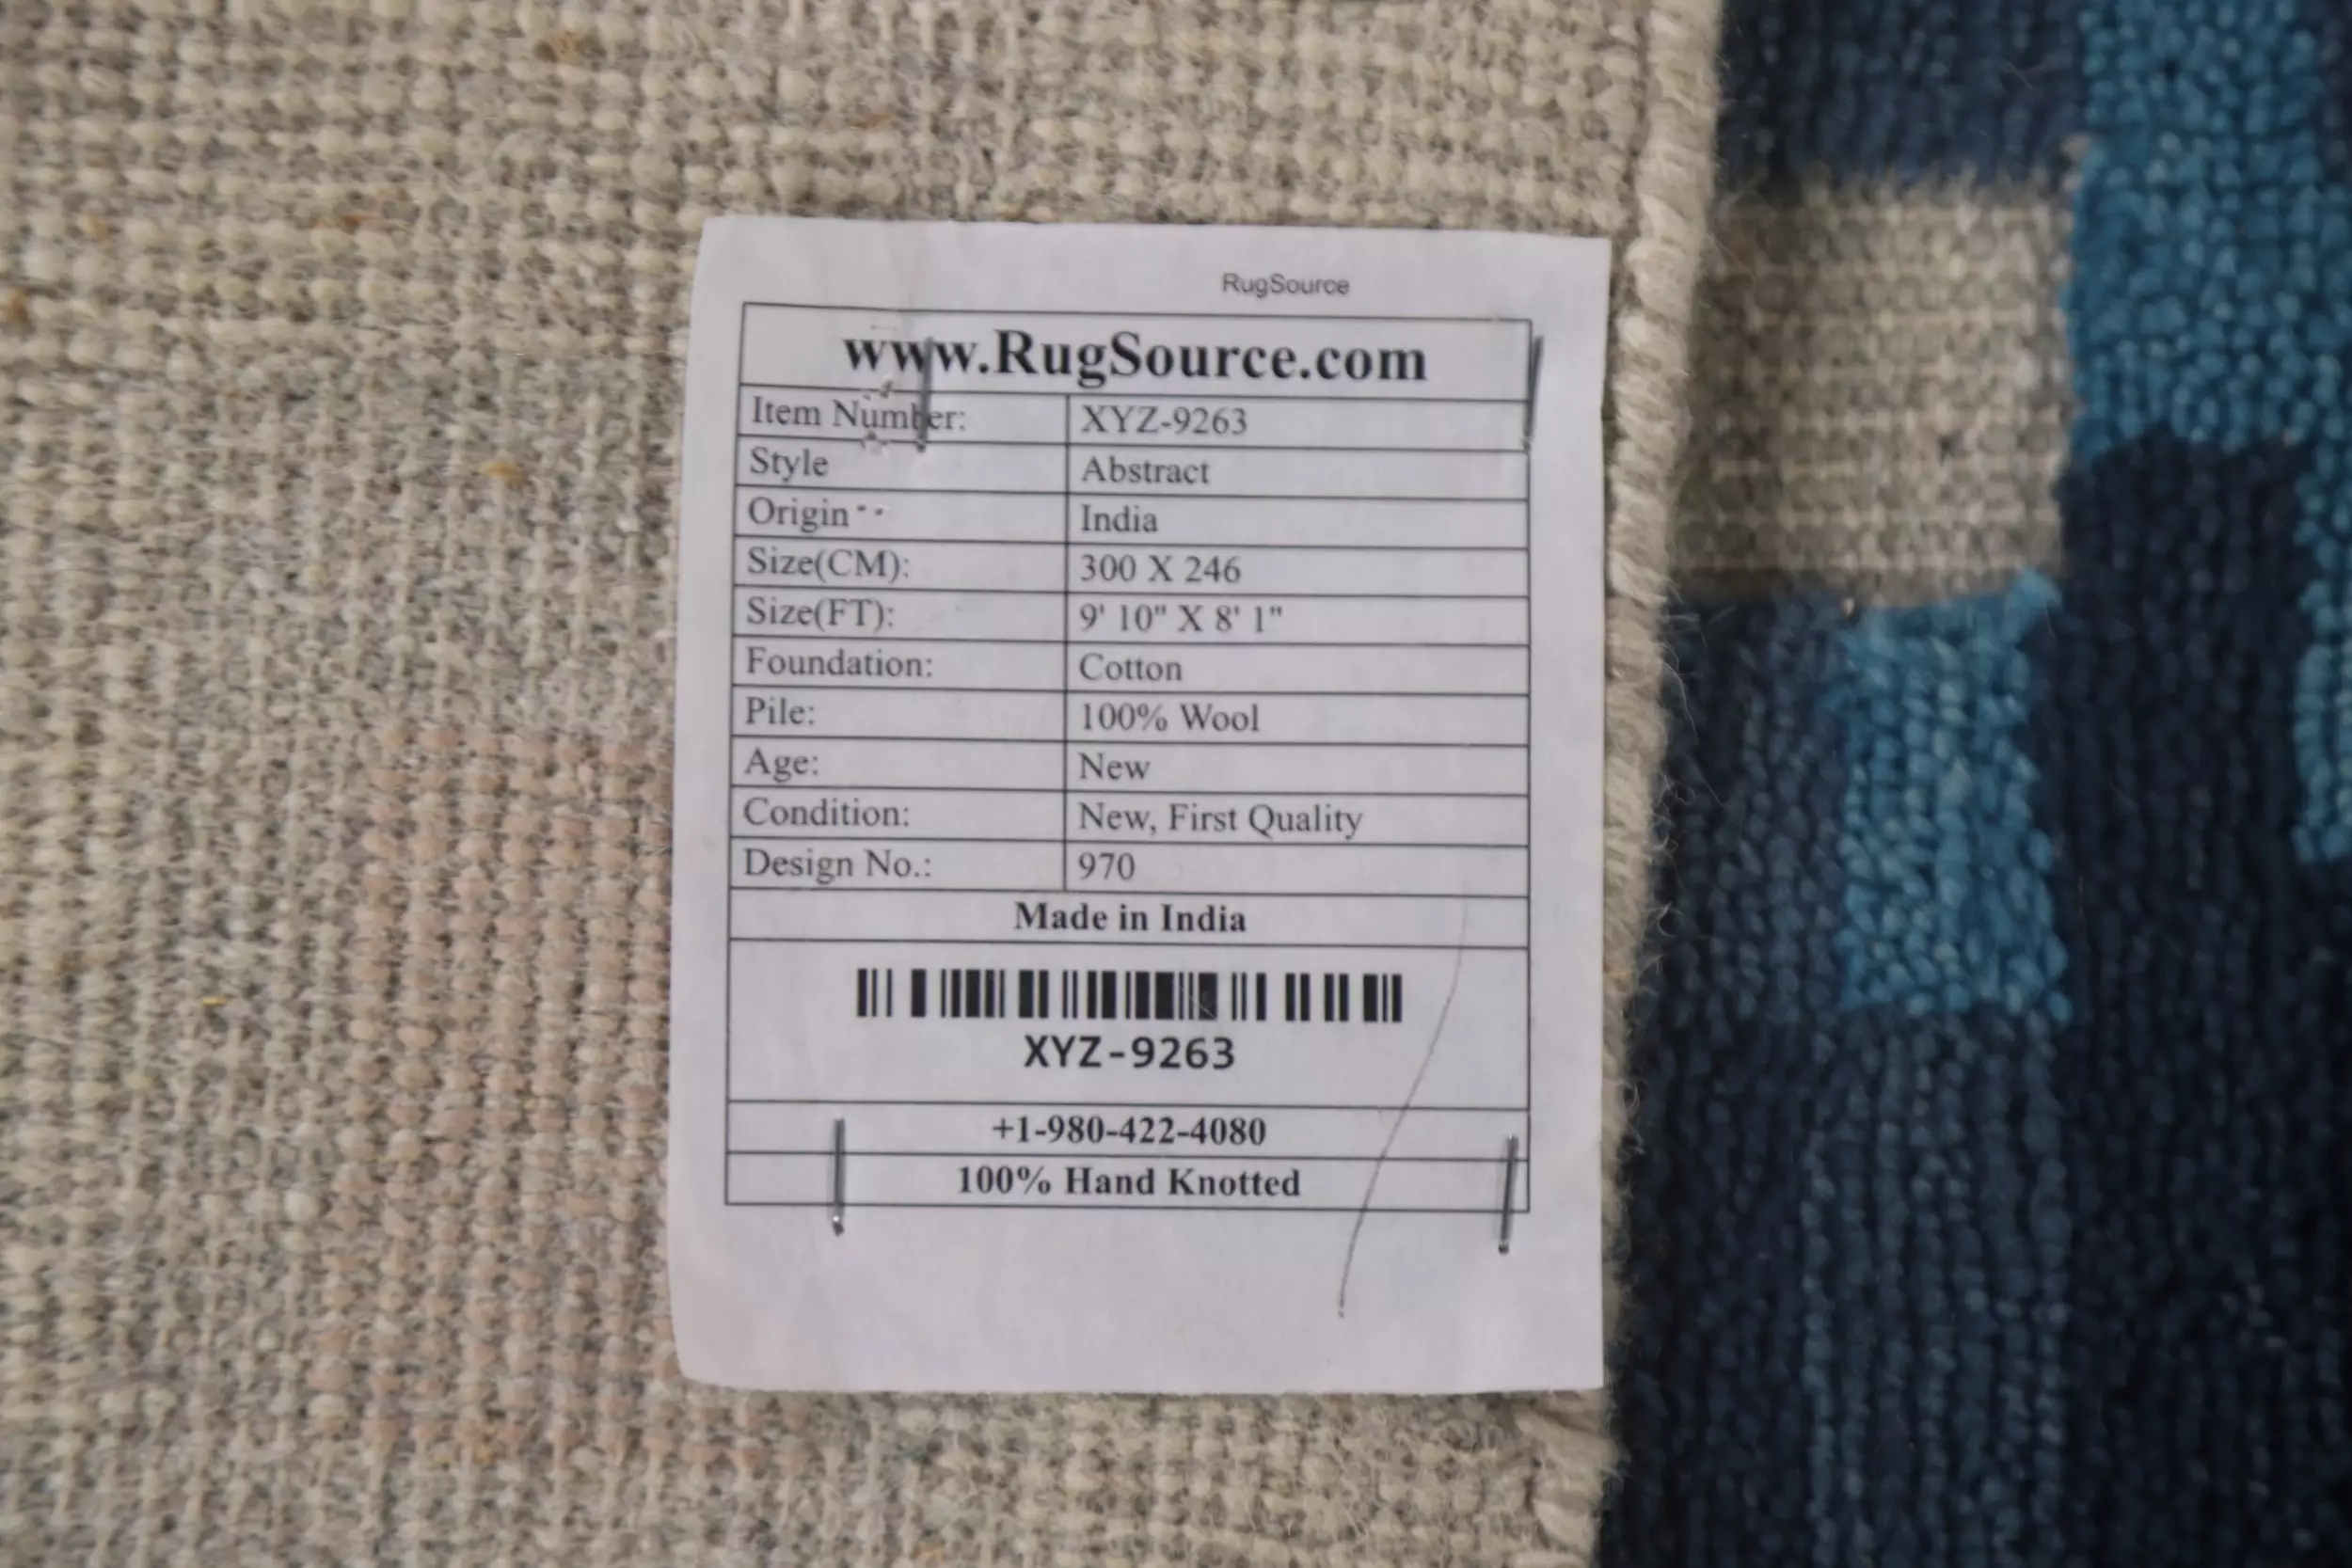 RugSource
www.RugSource.com
Item Number: XYZ-9263
Style Abstract
Origin India
Size(CM): 300 X 246
Size(FT): 9' 10" X 8' 1"
Foundation: Cotton
Pile: 100% Wool
Age: New
Condition: New, First Quality
Design No.: 970
Made in India
XYZ-9263
+1-980-422-4080
100% Hand Knotted